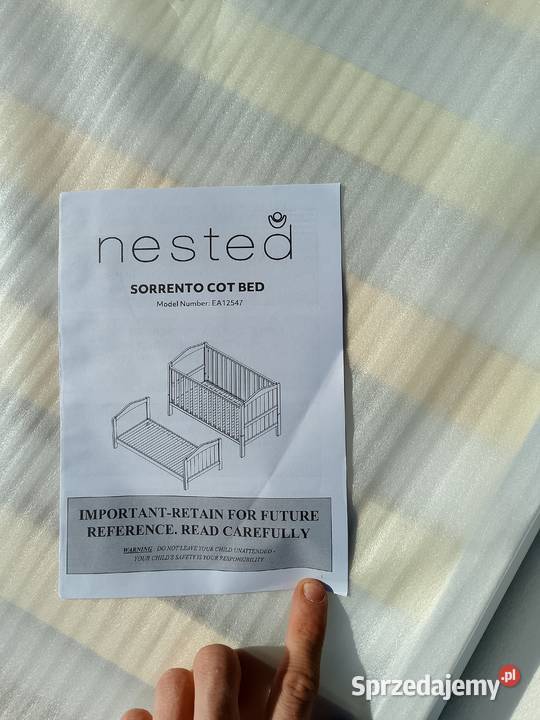 nested
SORRENTO COT BED
Model Number: EA12547
IMPORTANT-RETAIN FOR FUTURE
REFERENCE. READ CAREFULLY
WARNING : DO NOT LEAVE YOUR CHILD UNATTENDED -
YOUR CHILD'S SAFETY IS YOUR RESPONSIBILITY
Sprzedajemy.pl